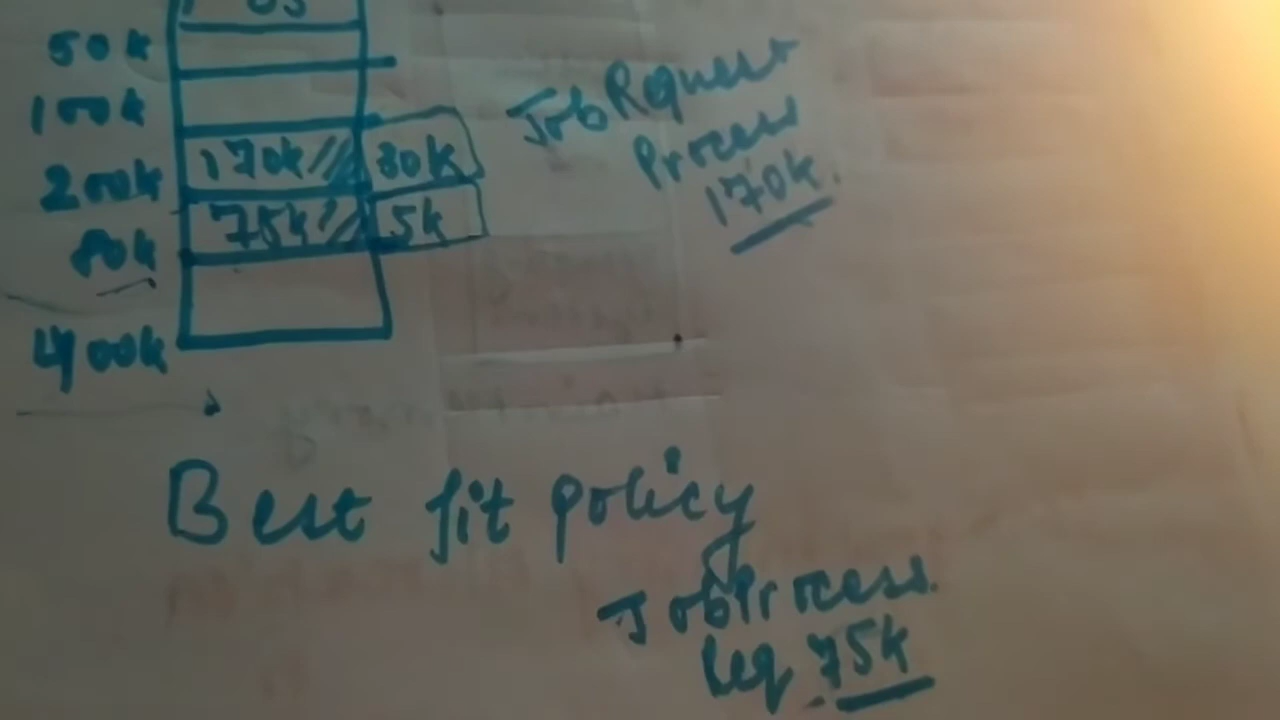 OS
50k
100k
200k 170k 30k
80k 75k 5k
400k
Job Request
Process
170k.
Best fit policy
Job Process.
req 75k